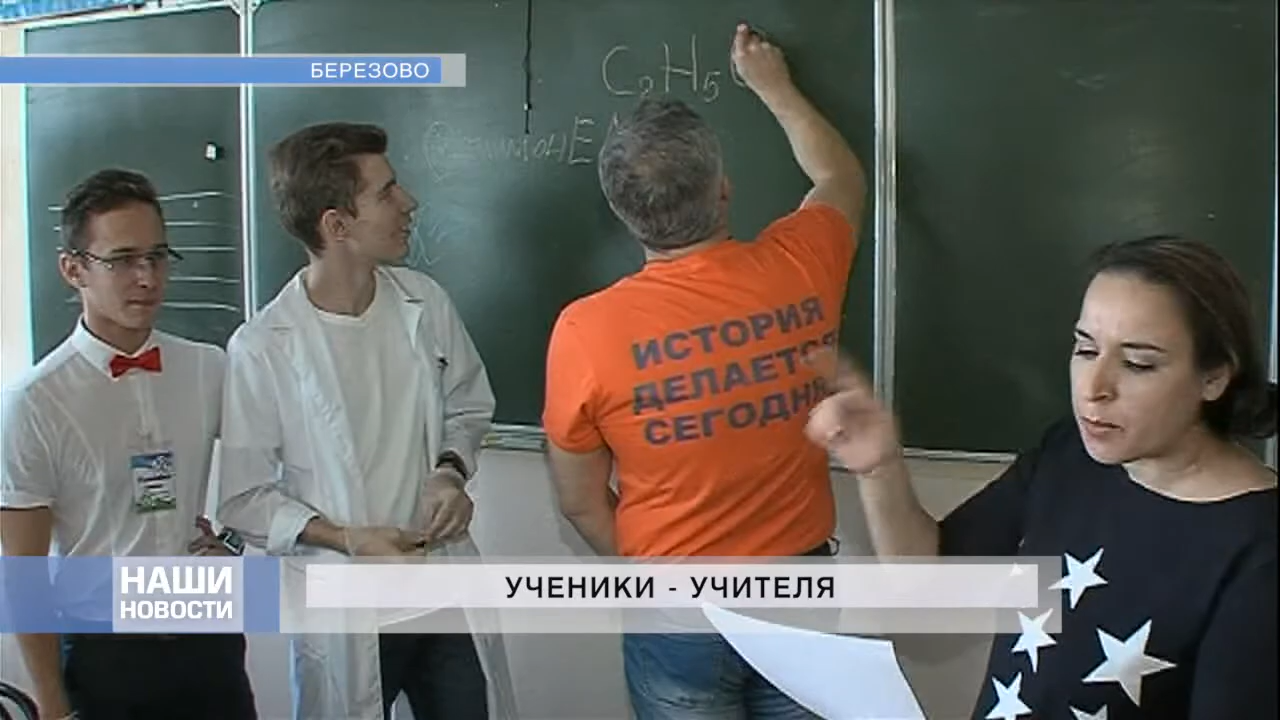 БЕРЕЗОВО
C₂H₅
ИСТОРИЯ
ДЕЛАЕТСЯ
СЕГОДНЯ
НАШИ
НОВОСТИ
УЧЕНИКИ - УЧИТЕЛЯ